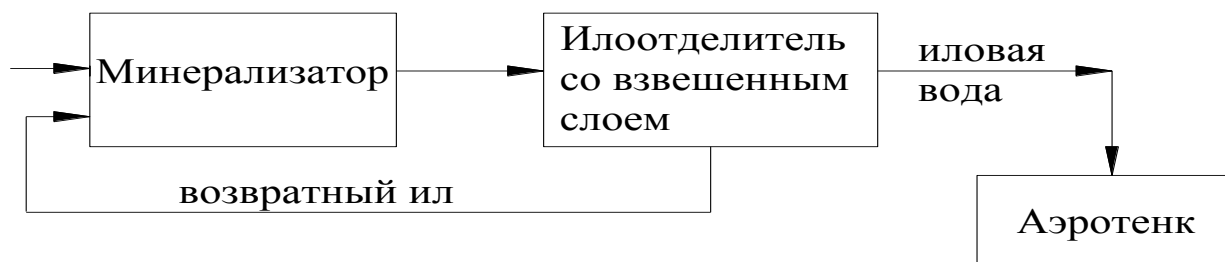 Минерализатор
Илоотделитель
со взвешенным
слоем
иловая
вода
возвратный ил
Аэротенк